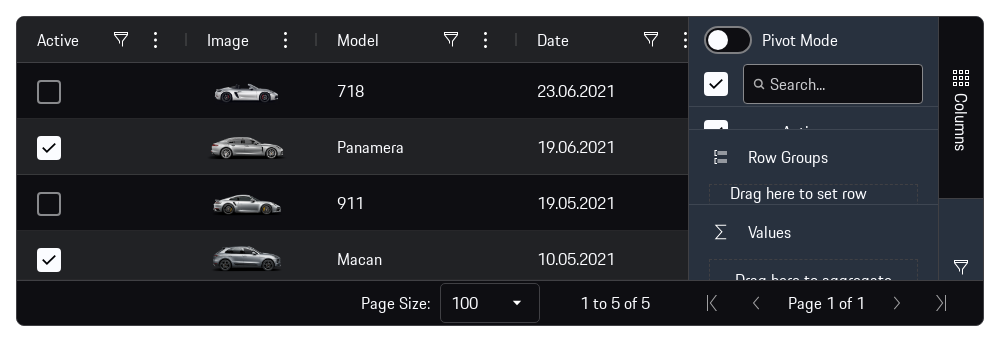 Active
Image
Model
Date
Pivot Mode
Search...
718
23.06.2021
Panamera
19.06.2021
911
19.05.2021
Macan
10.05.2021
Row Groups
Drag here to set row
Values
Drag here to aggregate
Columns
Page Size:
100
1 to 5 of 5
Page 1 of 1